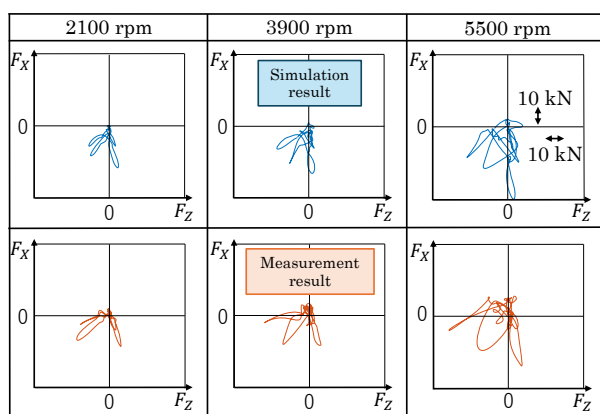 2100 rpm 3900 rpm 5500 rpm
F_X F_X F_X
Simulation
result
10 kN
0 0 0
10 kN
0 F_Z 0 F_Z 0 F_Z
F_X F_X F_X
Measurement
result
0 0 0
0 F_Z 0 F_Z 0 F_Z